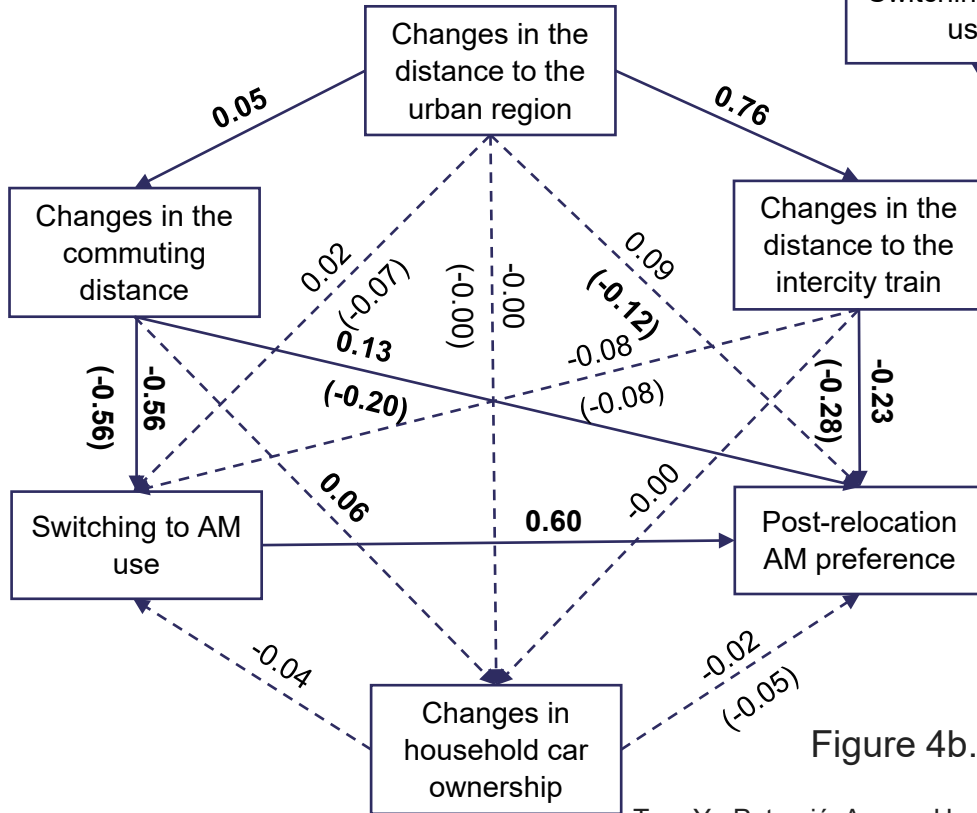 Changes in the
distance to the
urban region
0.05
0.76
Changes in the
commuting
distance
Changes in the
distance to the
intercity train
0.02
(-0.07)
-0.00
(-0.00)
0.09
(-0.12)
0.13
(-0.20)
-0.08
(-0.08)
-0.56
(-0.56)
-0.23
(-0.28)
0.06
-0.00
Switching to AM
use
0.60
Post-relocation
AM preference
-0.04
-0.02
(-0.05)
Changes in
household car
ownership
Figure 4b.